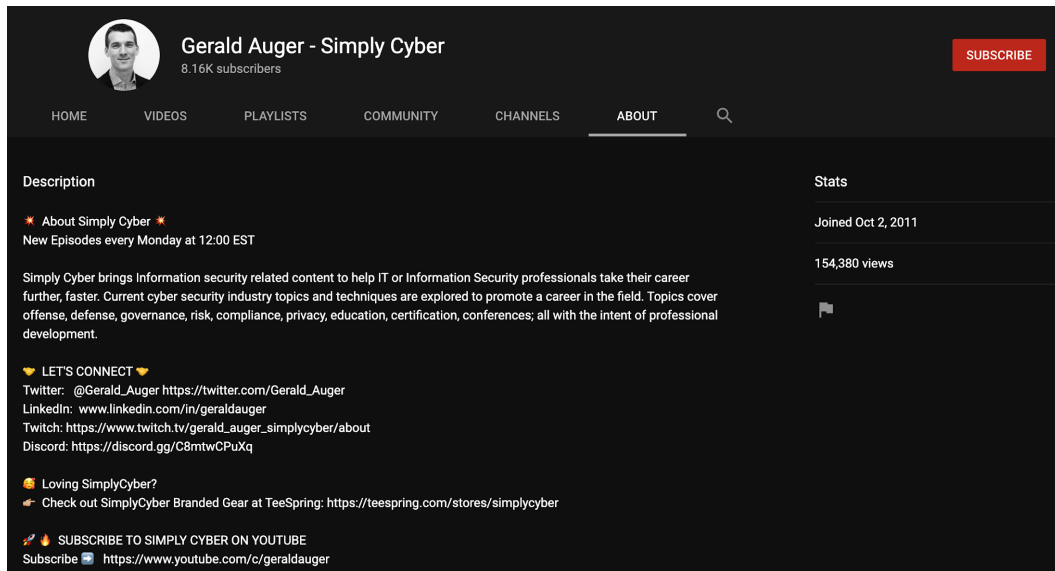 Gerald Auger - Simply Cyber
8.16K subscribers
SUBSCRIBE
HOME VIDEOS PLAYLISTS COMMUNITY CHANNELS ABOUT
Description
💥 About Simply Cyber 💥
New Episodes every Monday at 12:00 EST
Simply Cyber brings Information security related content to help IT or Information Security professionals take their career
further, faster. Current cyber security industry topics and techniques are explored to promote a career in the field. Topics cover
offense, defense, governance, risk, compliance, privacy, education, certification, conferences; all with the intent of professional
development.
🤝 LET'S CONNECT 🤝
Twitter: @Gerald_Auger https://twitter.com/Gerald_Auger
LinkedIn: www.linkedin.com/in/geraldauger
Twitch: https://www.twitch.tv/gerald_auger_simplycyber/about
Discord: https://discord.gg/C8mtwCPuXq
🥰 Loving SimplyCyber?
👉🏼 Check out SimplyCyber Branded Gear at TeeSpring: https://teespring.com/stores/simplycyber
🚀 🔥 SUBSCRIBE TO SIMPLY CYBER ON YOUTUBE
Subscribe ➡️ https://www.youtube.com/c/geraldauger
Stats
Joined Oct 2, 2011
154,380 views